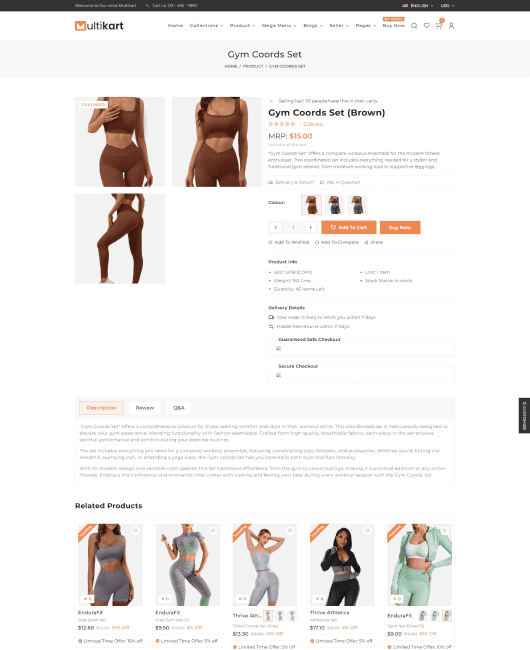 Welcome to Our store Multikart
Call Us: 123 - 456 - 7890
ENGLISH
USD
Multikart
Home
Collections
Product
Mega Menu
Blogs
Seller
Pages
Buy Now
Gym Coords Set
HOME / PRODUCT / GYM COORDS SET
FEATURED
Selling fast! 30 people have this in their carts.
Gym Coords Set (Brown)
0 Review
MRP: $15.00
Inclusive all the text
"Gym Coords Set" offers a complete workout ensemble for the modern fitness
enthusiast. This coordinated set includes everything needed for a stylish and
functional gym session, from moisture-wicking tops to supportive leggings...
Delivery & Return
Ask A Question
Colour:
1
Add To Cart
Buy Now
Add To Wishlist
Add To Compare
share
Product Info
SKU: SP18 (COPY)
Unit: 1 Item
Weight: 150 Gms
Stock Status: In stock
Quantity: 40 Items Left
Delivery Details
Your order is likely to reach you within 7 days.
Hassle free returns within 7 Days.
Guaranteed Safe Checkout
Secure Checkout
CUSTOMIZER
Description
Review
Q&A
"Gym Coords Set" offers a comprehensive solution for those seeking comfort and style in their workout attire. This coordinated set is meticulously designed to
elevate your gym experience, blending functionality with fashion seamlessly. Crafted from high-quality, breathable fabrics, each piece in this set ensures
optimal performance and comfort during your exercise routines.
The set includes everything you need for a complete workout ensemble, featuring coordinating tops, bottoms, and accessories. Whether you're hitting the
treadmill, pumping iron, or attending a yoga class, the Gym Coords Set has you covered in both style and functionality.
With its modern design and versatile color palette, this set transitions effortlessly from the gym to casual outings, making it a practical addition to any active
lifestyle. Embrace the confidence and motivation that comes with looking and feeling your best during every workout session with the Gym Coords Set.
Related Products
0
0
0
0
0
EnduraFit
EnduraFit
Thrive Ath...
Thrive Athletica
EnduraFit
Gray Sport Set
Gray Gym Set (S)
Fitted Coords Set (Gray)
Athleisure Set
$12.60
10% Off
$9.50
5% Off
$13.50
10% Off
$17.10
5% Off
$9.00
10% Off
Limited Time Offer: 10% off
Limited Time Offer: 5% off
Limited Time Offer: 10% off
Limited Time Offer: 5% off
Limited Time Offer: 10% off